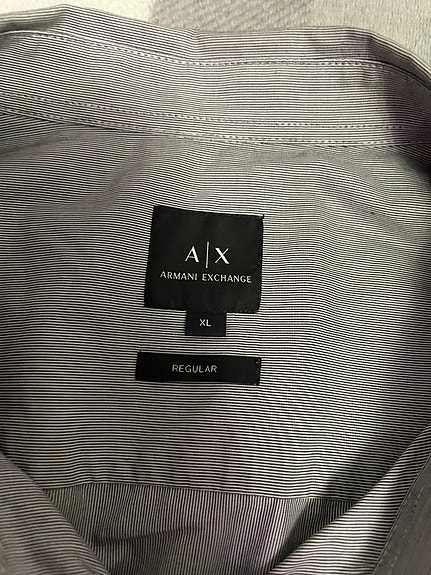 A|X
ARMANI EXCHANGE
XL
REGULAR